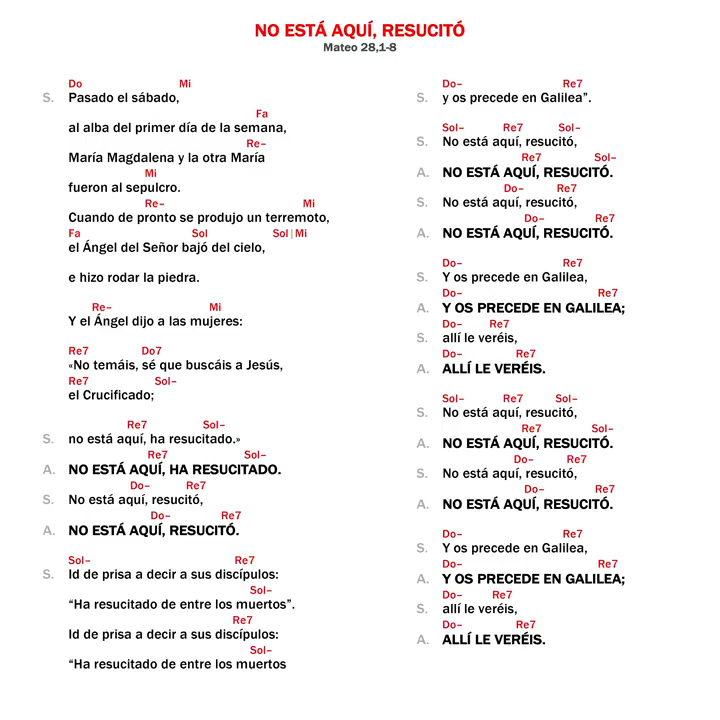 NO ESTÁ AQUÍ, RESUCITÓ
Mateo 28,1-8
Do Mi
S. Pasado el sábado,
Fa
al alba del primer día de la semana,
Re–
María Magdalena y la otra María
Mi
fueron al sepulcro.
Re– Mi
Cuando de pronto se produjo un terremoto,
Fa Sol Sol|Mi
el Ángel del Señor bajó del cielo,
e hizo rodar la piedra.
Re– Mi
Y el Ángel dijo a las mujeres:
Re7 Do7
«No temáis, sé que buscáis a Jesús,
Re7 Sol–
el Crucificado;
Re7 Sol–
S. no está aquí, ha resucitado.»
Re7 Sol–
A. NO ESTÁ AQUÍ, HA RESUCITADO.
Do– Re7
S. No está aquí, resucitó,
Do– Re7
A. NO ESTÁ AQUÍ, RESUCITÓ.
Sol– Re7
S. Id de prisa a decir a sus discípulos:
Sol–
“Ha resucitado de entre los muertos”.
Re7
Id de prisa a decir a sus discípulos:
Sol–
“Ha resucitado de entre los muertos
Do– Re7
S. y os precede en Galilea”.
Sol– Re7 Sol–
S. No está aquí, resucitó,
Re7 Sol–
A. NO ESTÁ AQUÍ, RESUCITÓ.
Do– Re7
S. No está aquí, resucitó,
Do– Re7
A. NO ESTÁ AQUÍ, RESUCITÓ.
Do– Re7
S. Y os precede en Galilea,
Do– Re7
A. Y OS PRECEDE EN GALILEA;
Do– Re7
S. allí le veréis,
Do– Re7
A. ALLÍ LE VERÉIS.
Sol– Re7 Sol–
S. No está aquí, resucitó,
Re7 Sol–
A. NO ESTÁ AQUÍ, RESUCITÓ.
Do– Re7
S. No está aquí, resucitó,
Do– Re7
A. NO ESTÁ AQUÍ, RESUCITÓ.
Do– Re7
S. Y os precede en Galilea,
Do– Re7
A. Y OS PRECEDE EN GALILEA;
Do– Re7
S. allí le veréis,
Do– Re7
A. ALLÍ LE VERÉIS.